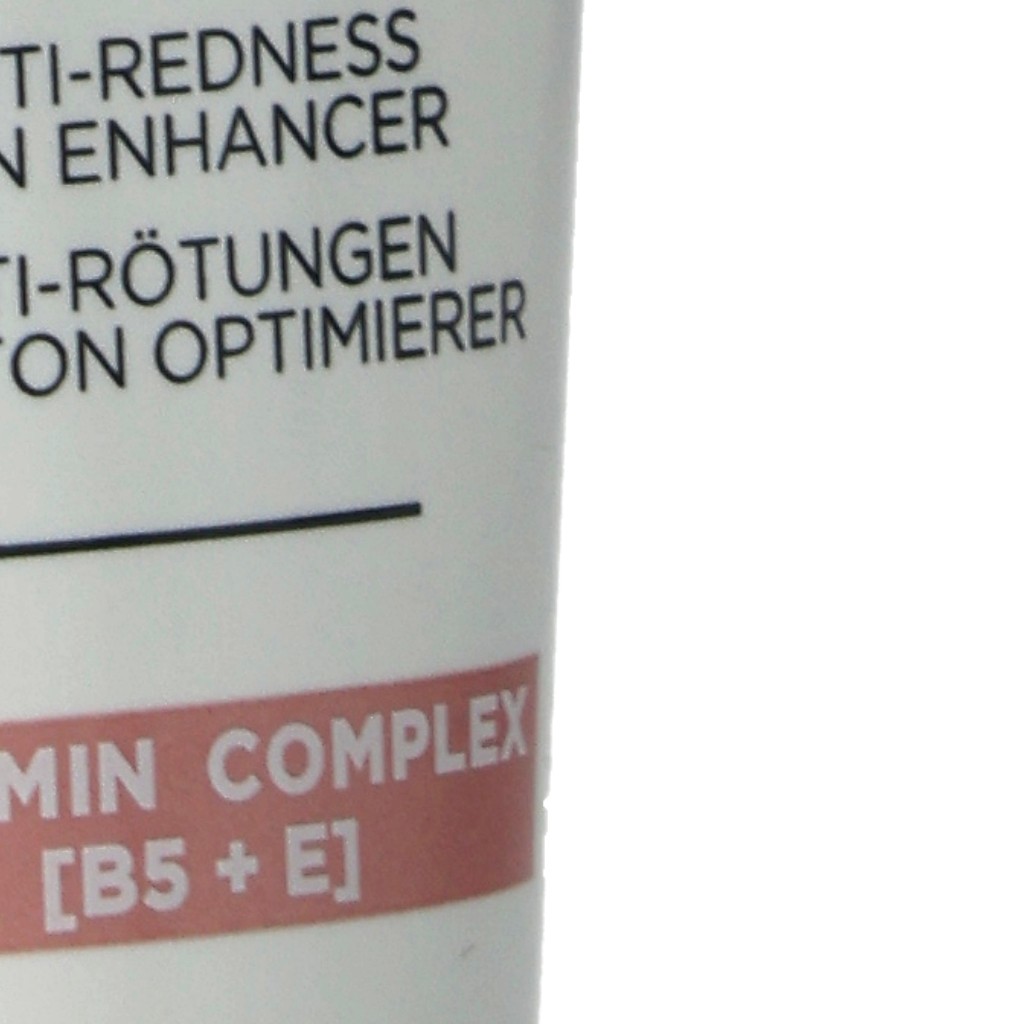 TI-REDNESS
N ENHANCER
TI-RÖTUNGEN
TON OPTIMIERER
MIN COMPLEX
[B5 + E]